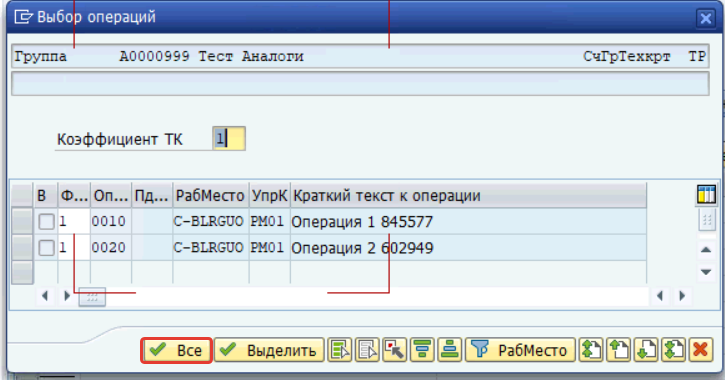 Выбор операций
Группа A0000999 Тест Аналоги СчГрТехкрт ТР
Коэффициент ТК 1
В Ф... Оп... Пд... РабМесто УпрК Краткий текст к операции
1 0010 C-BLRGUO PM01 Операция 1 845577
1 0020 C-BLRGUO PM01 Операция 2 602949
Все Выделить РабМесто